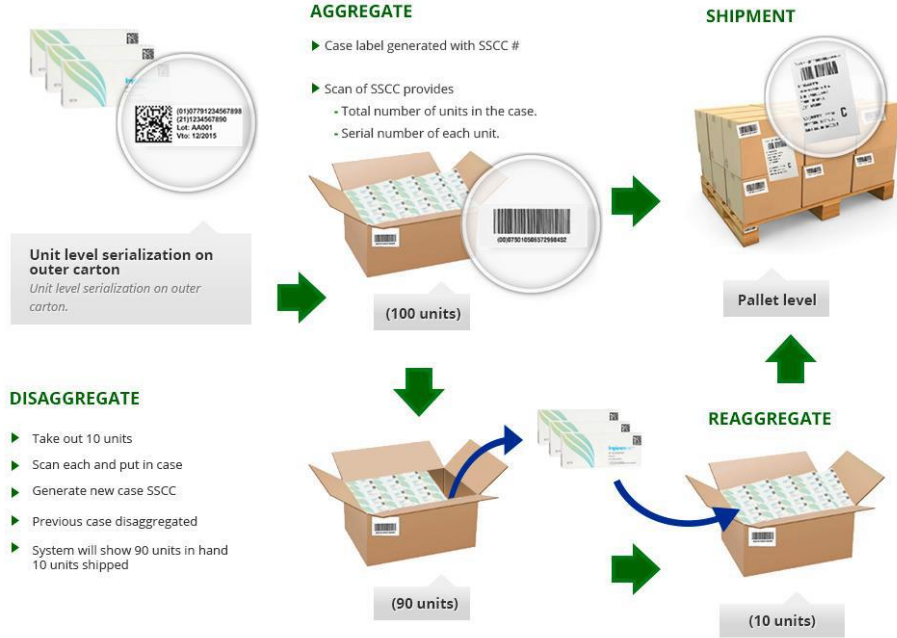 AGGREGATE
Case label generated with SSCC #
Scan of SSCC provides
- Total number of units in the case.
- Serial number of each unit.
SHIPMENT
(01)07791234567898
(21)1234567890
Lot: AA001
Vto: 12/2015
Unit level serialization on
outer carton
Unit level serialization on outer
carton.
(100 units)
C
C
Pallet level
DISAGGREGATE
Take out 10 units
Scan each and put in case
Generate new case SSCC
Previous case disaggregated
System will show 90 units in hand
10 units shipped
(90 units)
REAGGREGATE
(10 units)